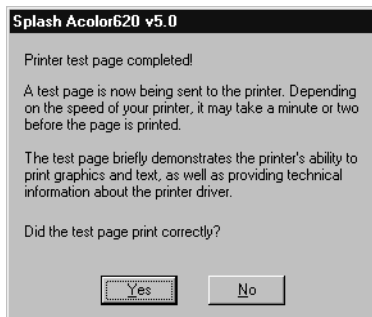 Splash Acolor620 v5.0
Printer test page completed!
A test page is now being sent to the printer. Depending
on the speed of your printer, it may take a minute or two
before the page is printed.
The test page briefly demonstrates the printer's ability to
print graphics and text, as well as providing technical
information about the printer driver.
Did the test page print correctly?
Yes No